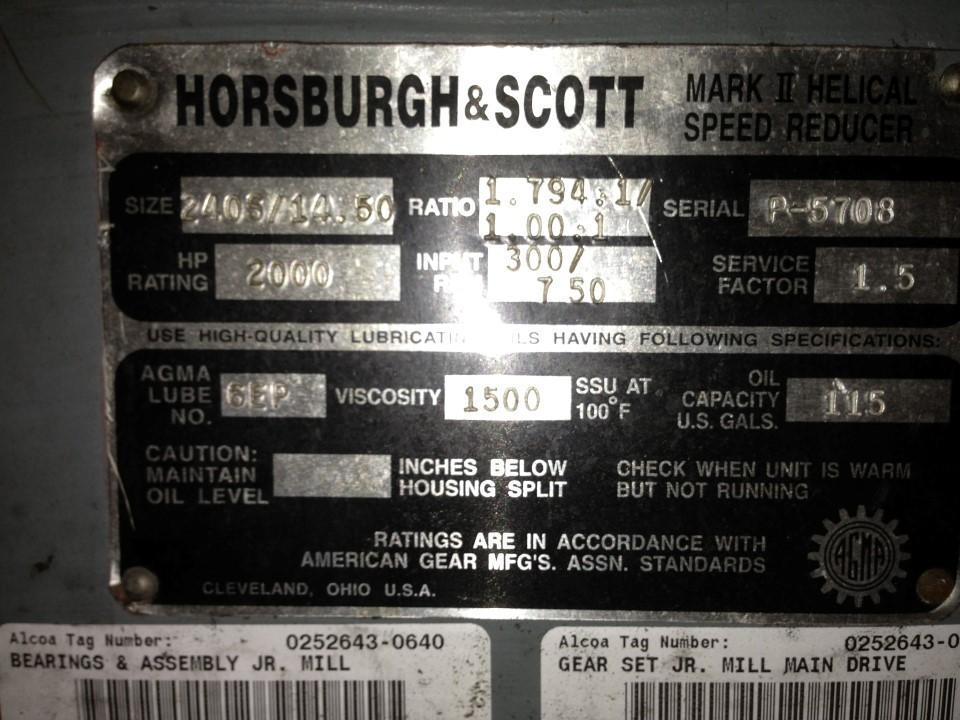 HORSBURGH & SCOTT MARK II HELICAL
SPEED REDUCER
SIZE 2405/14.50 RATIO 1.794:1/
1.00:1
SERIAL P-5708
HP
RATING 2000 INPUT 300/
750
SERVICE
FACTOR 1.5
USE HIGH-QUALITY HAVING FOLLOWING SPECIFICATIONS:
AGMA
LUBE
NO. 6EP VISCOSITY 1500 SSU AT
100°F
OIL
CAPACITY
U.S. GALS. 115
CAUTION:
MAINTAIN
OIL LEVEL
INCHES BELOW
HOUSING SPLIT
CHECK WHEN UNIT IS WARM
BUT NOT RUNNING
RATINGS ARE IN ACCORDANCE WITH
AMERICAN GEAR MFG'S. ASSN. STANDARDS
AGMA
CLEVELAND, OHIO U.S.A.
Alcoa Tag Number: 0252643-0640
BEARINGS & ASSEMBLY JR. MILL
Alcoa Tag Number: 0252643-0
GEAR SET JR. MILL MAIN DRIVE